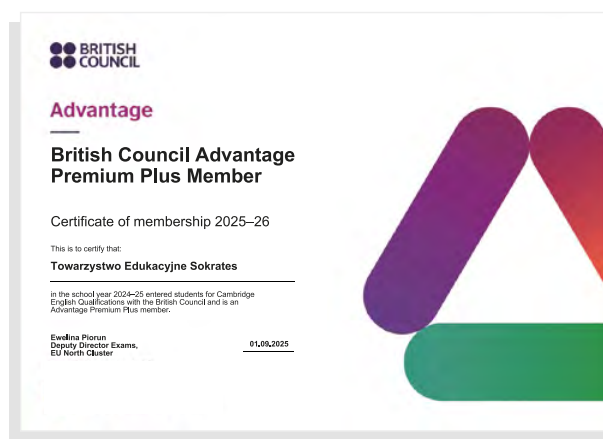 BRITISH
COUNCIL
Advantage
British Council Advantage
Premium Plus Member
Certificate of membership 2025–26
This is to certify that:
Towarzystwo Edukacyjne Sokrates
in the school year 2024–25 entered students for Cambridge
English Qualifications with the British Council and is an
Advantage Premium Plus member.
Ewelina Piorun
Deputy Director Exams,
EU North Cluster
01.09.2025